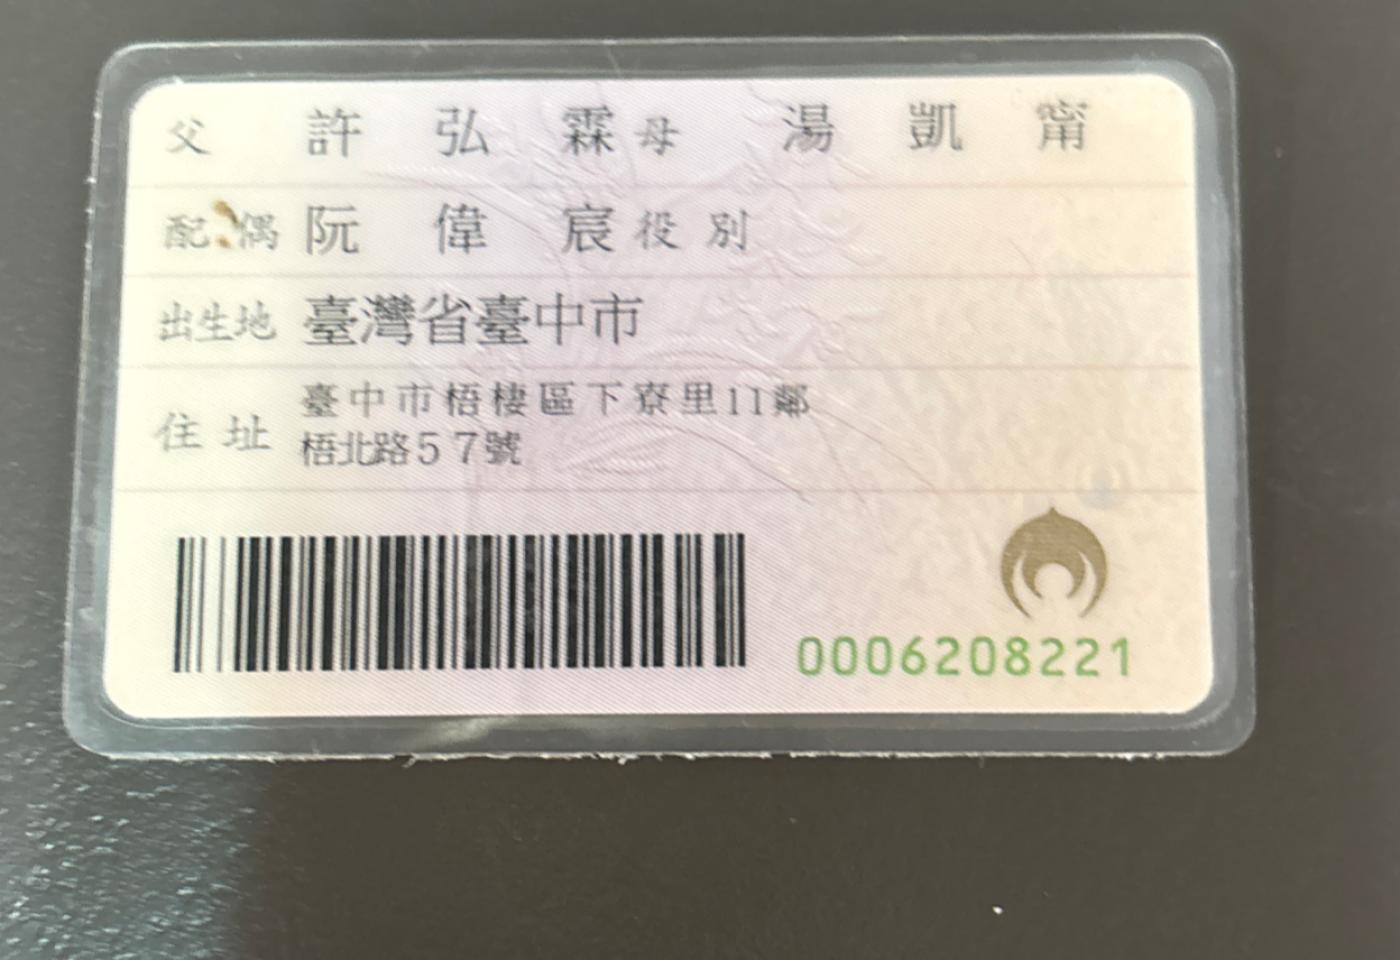 父 許弘霖 母 湯凱甯
配偶 阮偉宸 役別
出生地 臺灣省臺中市
住址 臺中市梧棲區下寮里11鄰
梧北路57號
0006208221